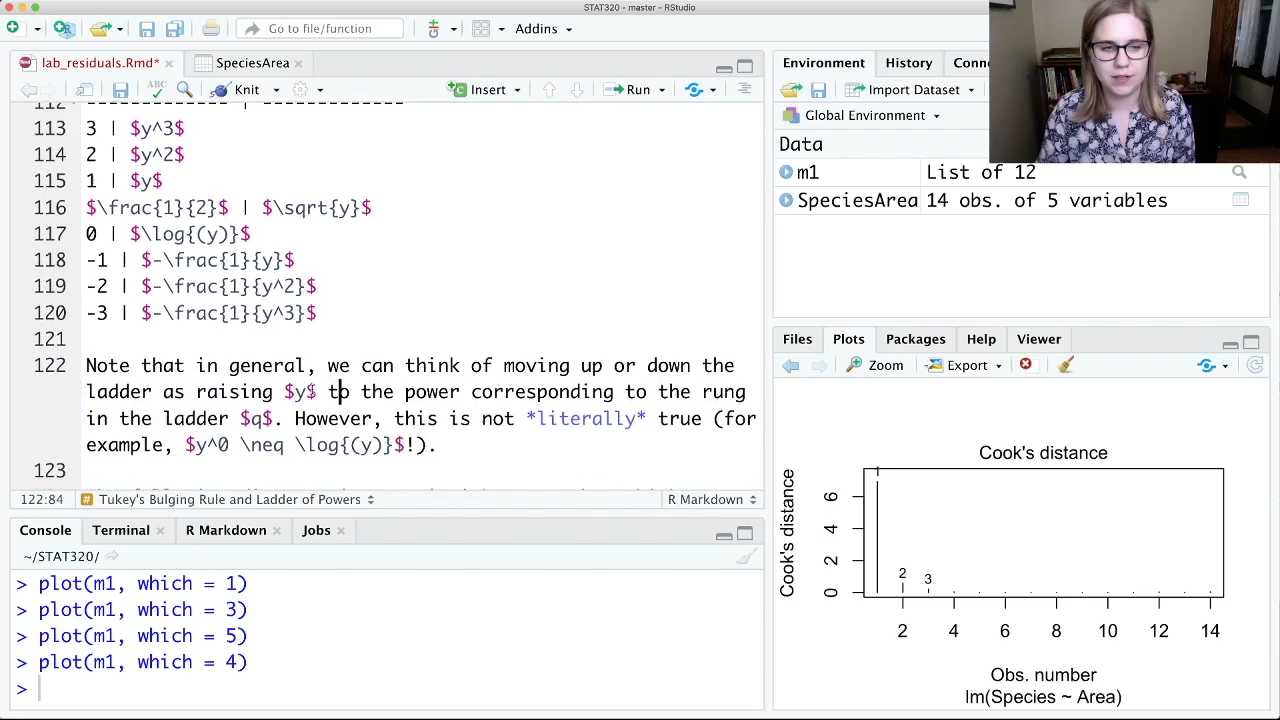 STAT320 - master - RStudio
Go to file/function
Addins
lab_residuals.Rmd*
SpeciesArea
ABC
Knit
Insert
Run
112 ------------- | -------------
113 3 | $y^3$
114 2 | $y^2$
115 1 | $y$
116 $\frac{1}{2}$ | $\sqrt{y}$
117 0 | $\log{(y)}$
118 -1 | $-\frac{1}{y}$
119 -2 | $-\frac{1}{y^2}$
120 -3 | $-\frac{1}{y^3}$
121
122 Note that in general, we can think of moving up or down the
ladder as raising $y$ to the power corresponding to the rung
in the ladder $q$. However, this is not *literally* true (for
example, $y^0 \neq \log{(y)}$!).
123
122:84
# Tukey's Bulging Rule and Ladder of Powers
R Markdown
Console
Terminal
R Markdown
Jobs
~/STAT320/
> plot(m1, which = 1)
> plot(m1, which = 3)
> plot(m1, which = 5)
> plot(m1, which = 4)
>
Environment
History
Conn
Import Dataset
Global Environment
Data
m1 List of 12
SpeciesArea 14 obs. of 5 variables
Files
Plots
Packages
Help
Viewer
Zoom
Export
Cook's distance
Cook's distance
0 2 4 6
1
2
3
2 4 6 8 10 12 14
Obs. number
lm(Species ~ Area)